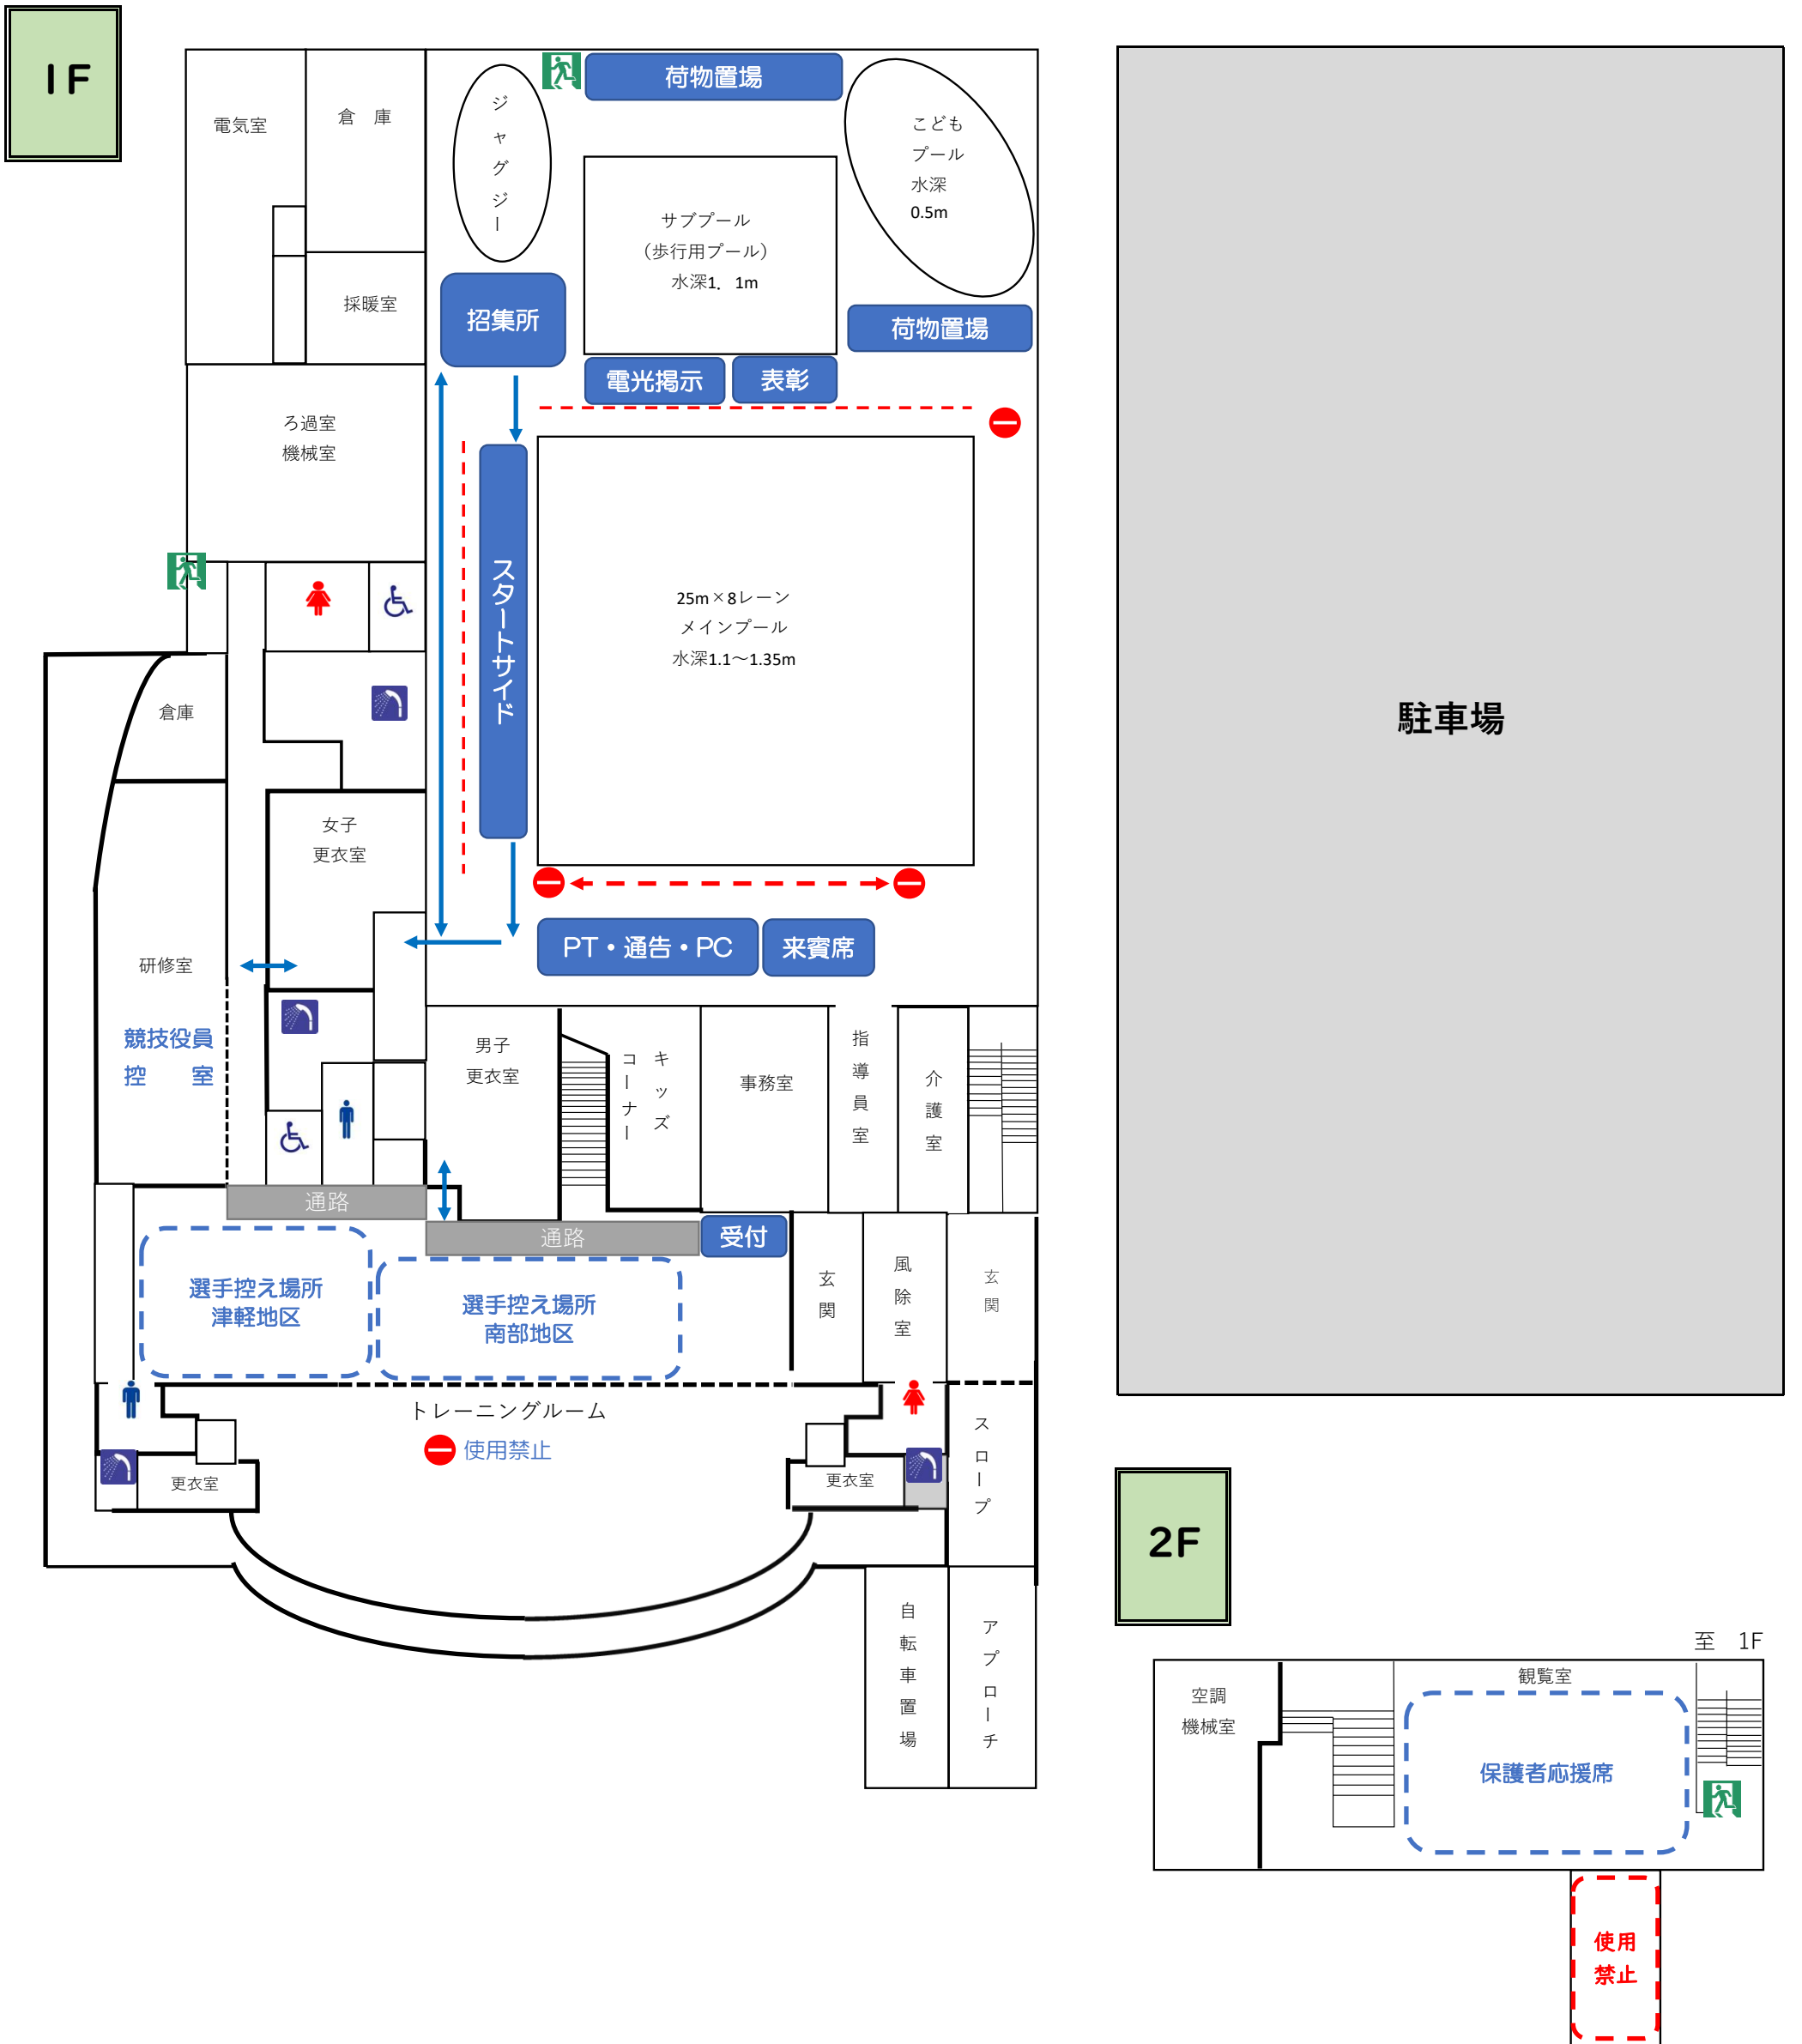 1F
荷物置場
電気室
倉　庫
ジャグジー
こども
プール
水深
0.5m
サブプール
（歩行用プール）
水深1．1m
採暖室
招集所
荷物置場
電光掲示
表彰
ろ過室
機械室
スタートサイド
25m×8レーン
メインプール
水深1.1～1.35m
駐車場
倉庫
女子
更衣室
PT・通告・PC
来賓席
研修室
競技役員
控　室
男子
更衣室
キッズ
コーナー
事務室
指導員室
介護室
通路
通路
受付
選手控え場所
津軽地区
選手控え場所
南部地区
玄関
風除室
玄関
トレーニングルーム
使用禁止
更衣室
更衣室
スロープ
自転車置場
アプローチ
2F
至　1F
空調
機械室
観覧室
保護者応援席
使用
禁止